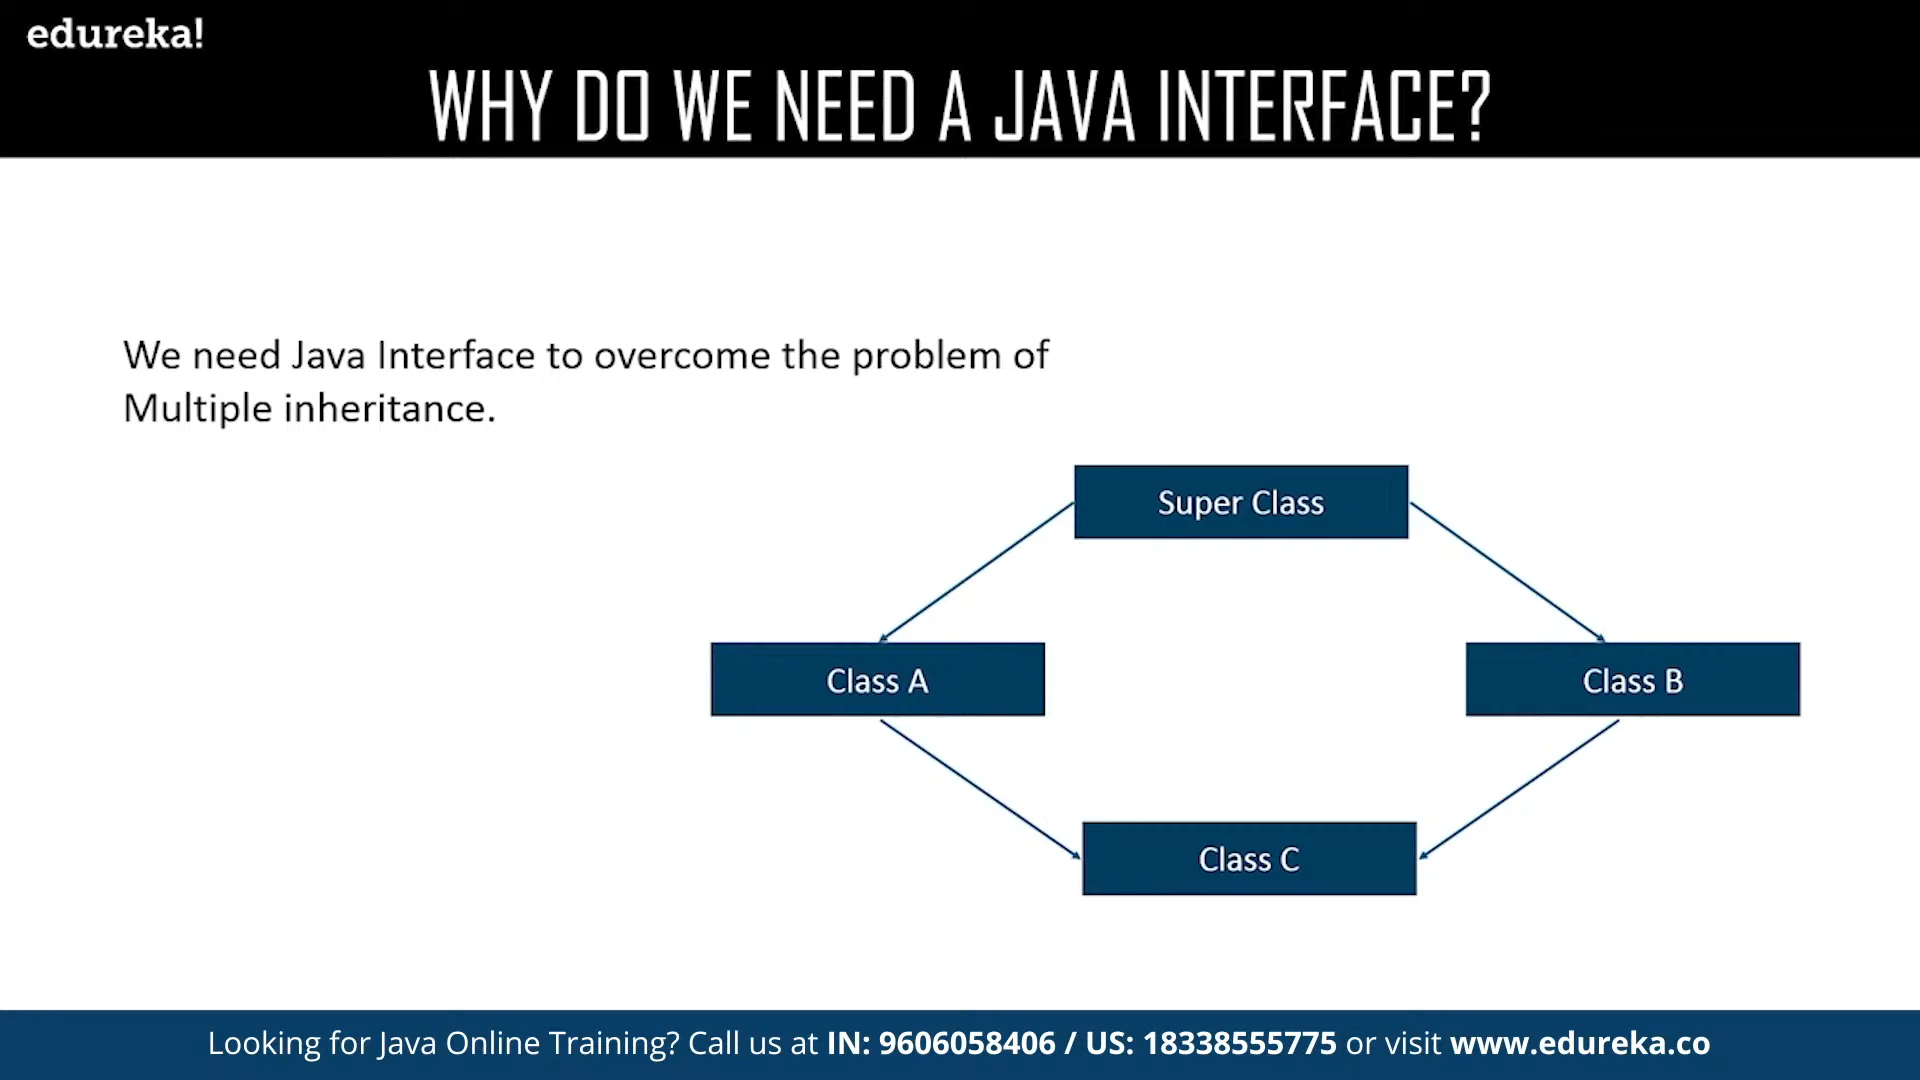 edureka!
WHY DO WE NEED A JAVA INTERFACE?
We need Java Interface to overcome the problem of
Multiple inheritance.
Super Class
Class A
Class B
Class C
Looking for Java Online Training? Call us at IN: 9606058406 / US: 18338555775 or visit www.edureka.co